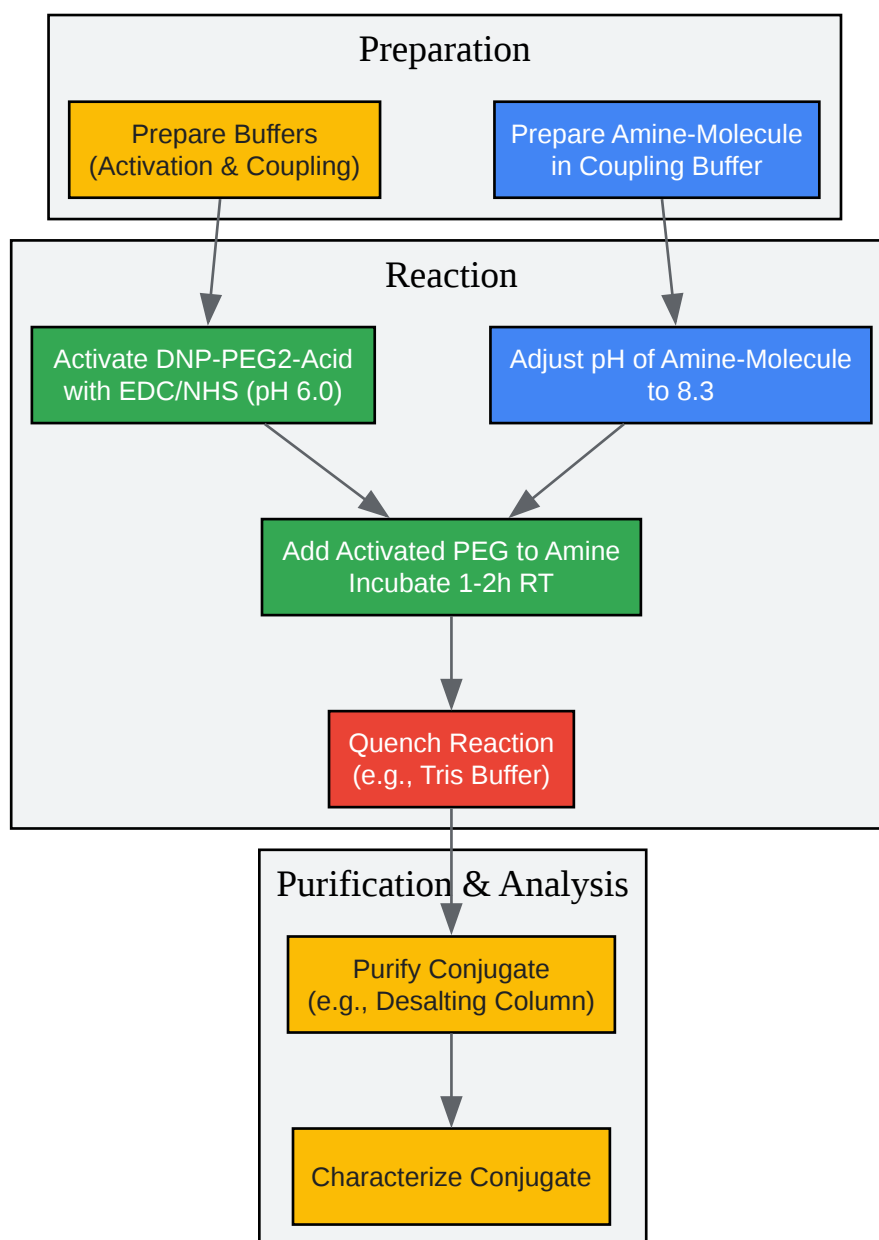 Preparation
Prepare Buffers
(Activation & Coupling)
Prepare Amine-Molecule
in Coupling Buffer
Reaction
Activate DNP-PEG2-Acid
with EDC/NHS (pH 6.0)
Adjust pH of Amine-Molecule
to 8.3
Add Activated PEG to Amine
Incubate 1-2h RT
Quench Reaction
(e.g., Tris Buffer)
Purification & Analysis
Purify Conjugate
(e.g., Desalting Column)
Characterize Conjugate